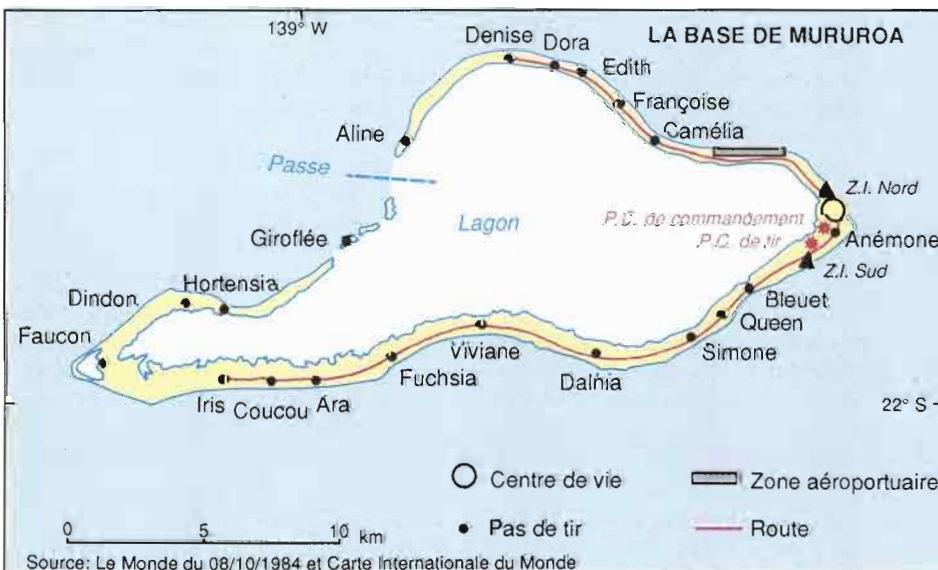 139° W
LA BASE DE MURUROA
Denise
Dora
Edith
Françoise
Camélia
Aline
Passe
Z.I. Nord
Lagon
P.C. de commandement
P.C. de tir
Anémone
Giroflée
Z.I. Sud
Hortensia
Dindon
Bleuet
Queen
Faucon
Simone
Viviane
Dalhia
Fuchsia
Iris
Coucou
Ara
22° S
Centre de vie
Zone aéroportuaire
Pas de tir
Route
0 5 10 km
Source: Le Monde du 08/10/1984 et Carte Internationale du Monde